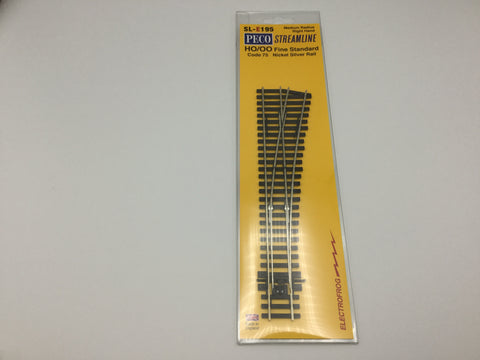 SL-E195
Medium Radius
Right Hand
PECO STREAMLINE
HO/OO Fine Standard
Code 75 Nickel Silver Rail
ELECTROFROG